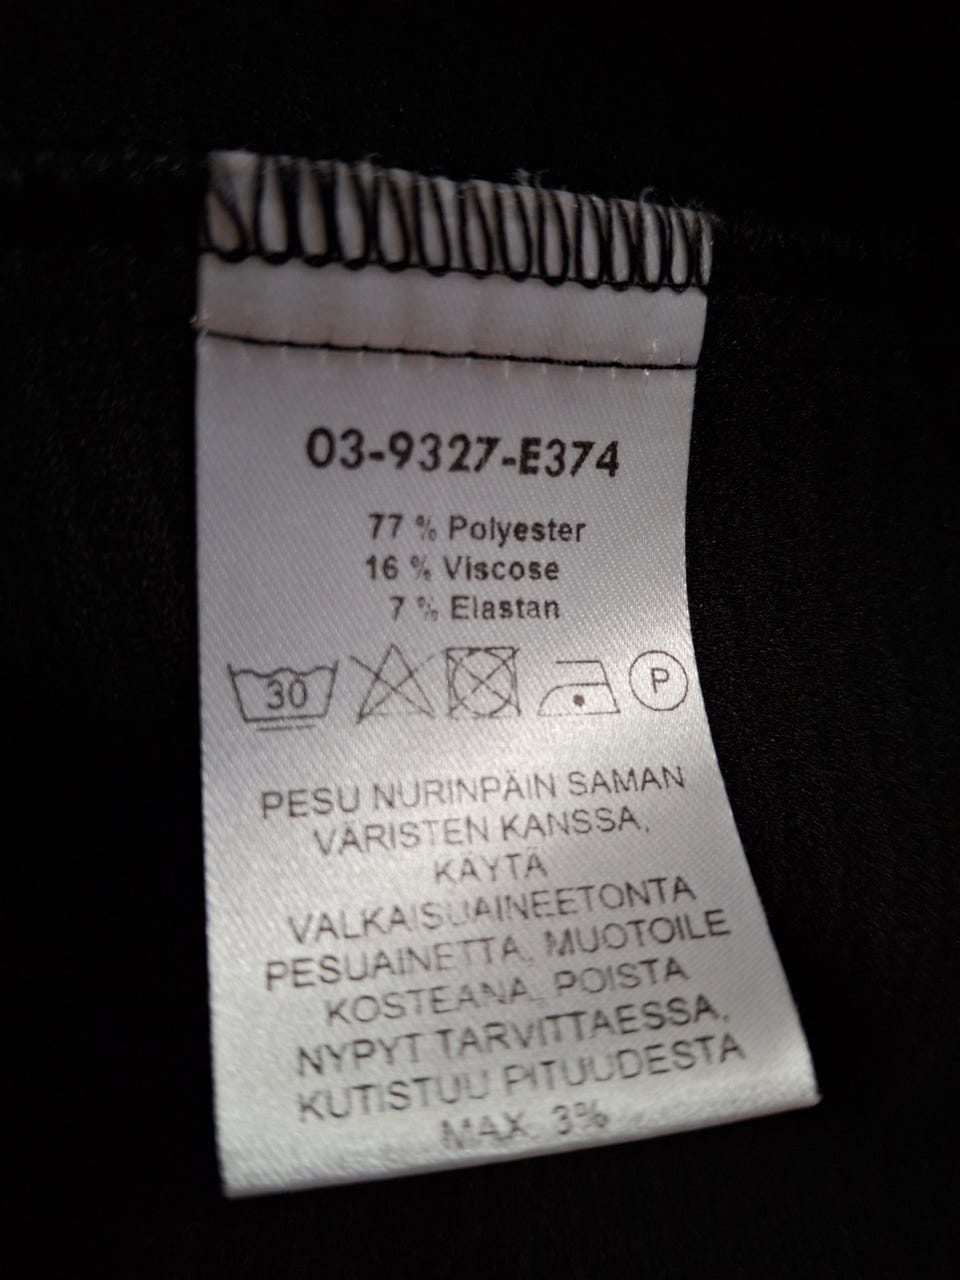 03-9327-E374
77 % Polyester
16 % Viscose
7 % Elastan
30 P
PESU NURINPÄIN SAMAN
VÄRISTEN KANSSA,
KÄYTÄ
VALKAISUAINEETONTA
PESUAINETTA, MUOTOILE
KOSTEANA, POISTA
NYPYT TARVITTAESSA,
KUTISTUU PITUUDESTA
MAX. 3%